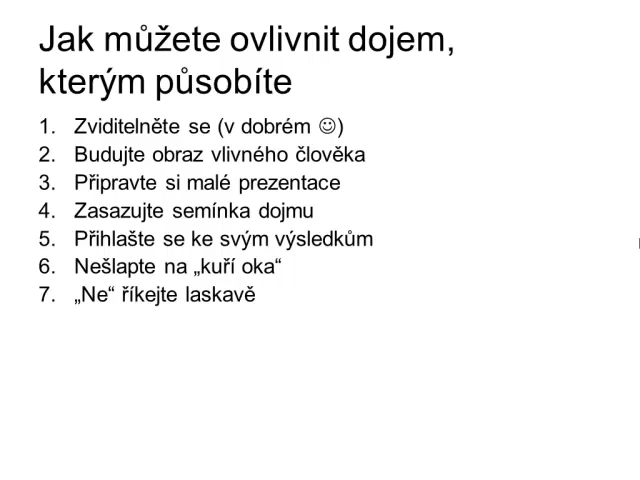 Jak můžete ovlivnit dojem,
kterým působíte
1. Zviditelněte se (v dobrém ☺)
2. Budujte obraz vlivného člověka
3. Připravte si malé prezentace
4. Zasazujte semínka dojmu
5. Přihlašte se ke svým výsledkům
6. Nešlapte na „kuří oka“
7. „Ne“ říkejte laskavě